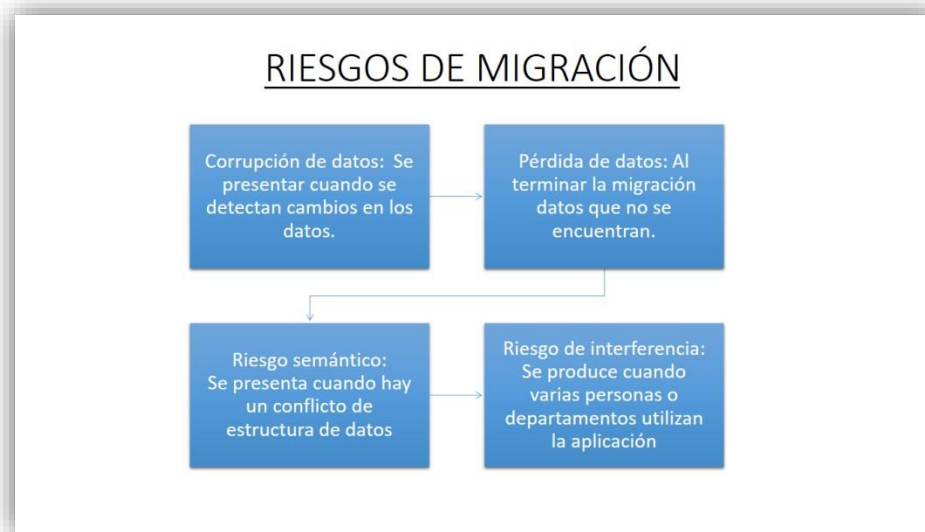 RIESGOS DE MIGRACIÓN
Corrupción de datos: Se
presentar cuando se
detectan cambios en los
datos.
Pérdida de datos: Al
terminar la migración
datos que no se
encuentran.
Riesgo semántico:
Se presenta cuando hay
un conflicto de
estructura de datos
Riesgo de interferencia:
Se produce cuando
varias personas o
departamentos utilizan
la aplicación